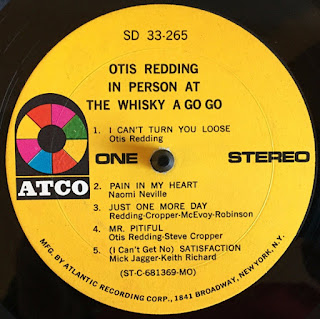 SD 33-265
OTIS REDDING
IN PERSON AT
THE WHISKY A GO GO
1. I CAN'T TURN YOU LOOSE
Otis Redding
ONE STEREO
ATCO
2. PAIN IN MY HEART
Naomi Neville
3. JUST ONE MORE DAY
Redding-Cropper-McEvoy-Robinson
4. MR. PITIFUL
Otis Redding-Steve Cropper
5. (I Can't Get No) SATISFACTION
Mick Jagger-Keith Richard
(ST-C-681369-MO)
MFG. BY ATLANTIC RECORDING CORP., 1841 BROADWAY, NEW YORK, N.Y.